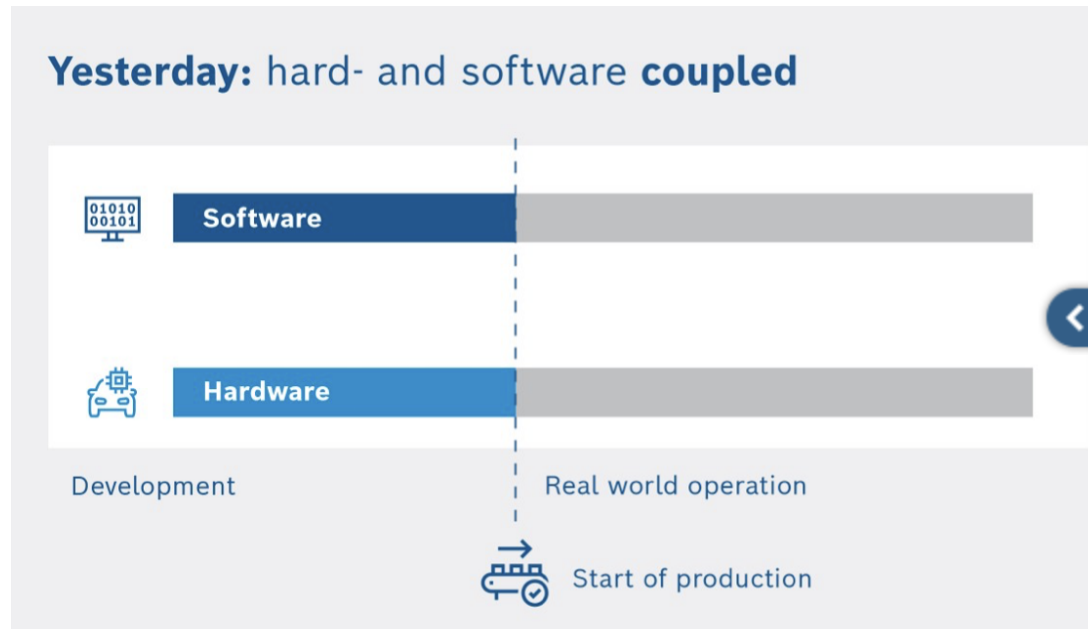 Yesterday: hard- and software coupled
01010
00101
Software
Hardware
Development
Real world operation
Start of production